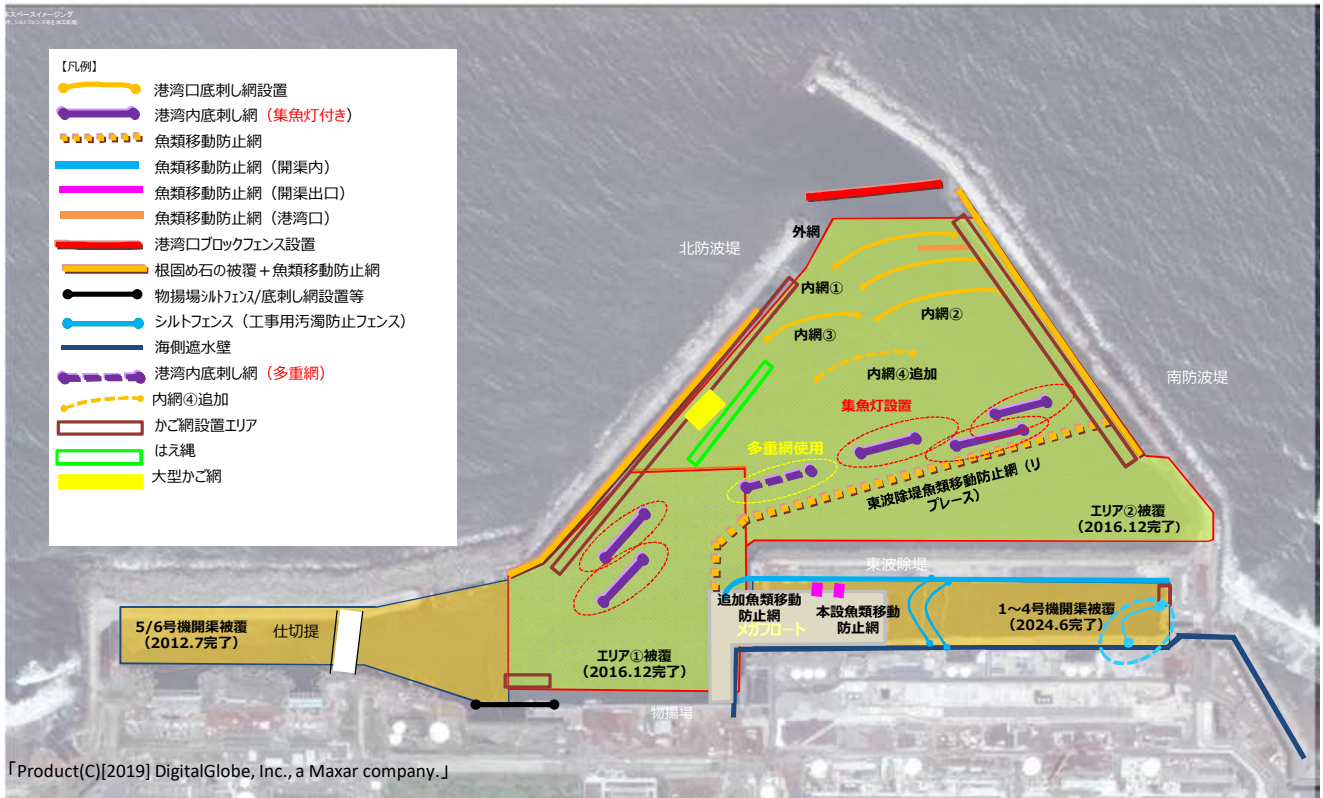 本スペースイメージング
【凡例】
港湾口底刺し網設置
港湾内底刺し網（集魚灯付き）
魚類移動防止網
魚類移動防止網（開渠内）
魚類移動防止網（開渠出口）
魚類移動防止網（港湾口）
港湾口ブロックフェンス設置
根固め石の被覆＋魚類移動防止網
物揚場シルトフェンス/底刺し網設置等
シルトフェンス（工事用汚濁防止フェンス）
海側遮水壁
港湾内底刺し網（多重網）
内網④追加
かご網設置エリア
はえ縄
大型かご網
北防波堤
外網
内網①
内網②
内網③
内網④追加
南防波堤
集魚灯設置
多重網使用
東波除堤魚類移動防止網（リ
プレース）
エリア②被覆
（2016.12完了）
東波除堤
追加魚類移動
防止網
メガフロート
本設魚類移動
防止網
1～4号機開渠被覆
（2024.6完了）
5/6号機開渠被覆
（2012.7完了）
仕切提
エリア①被覆
（2016.12完了）
物揚場
「Product(C)[2019] DigitalGlobe, Inc., a Maxar company.」